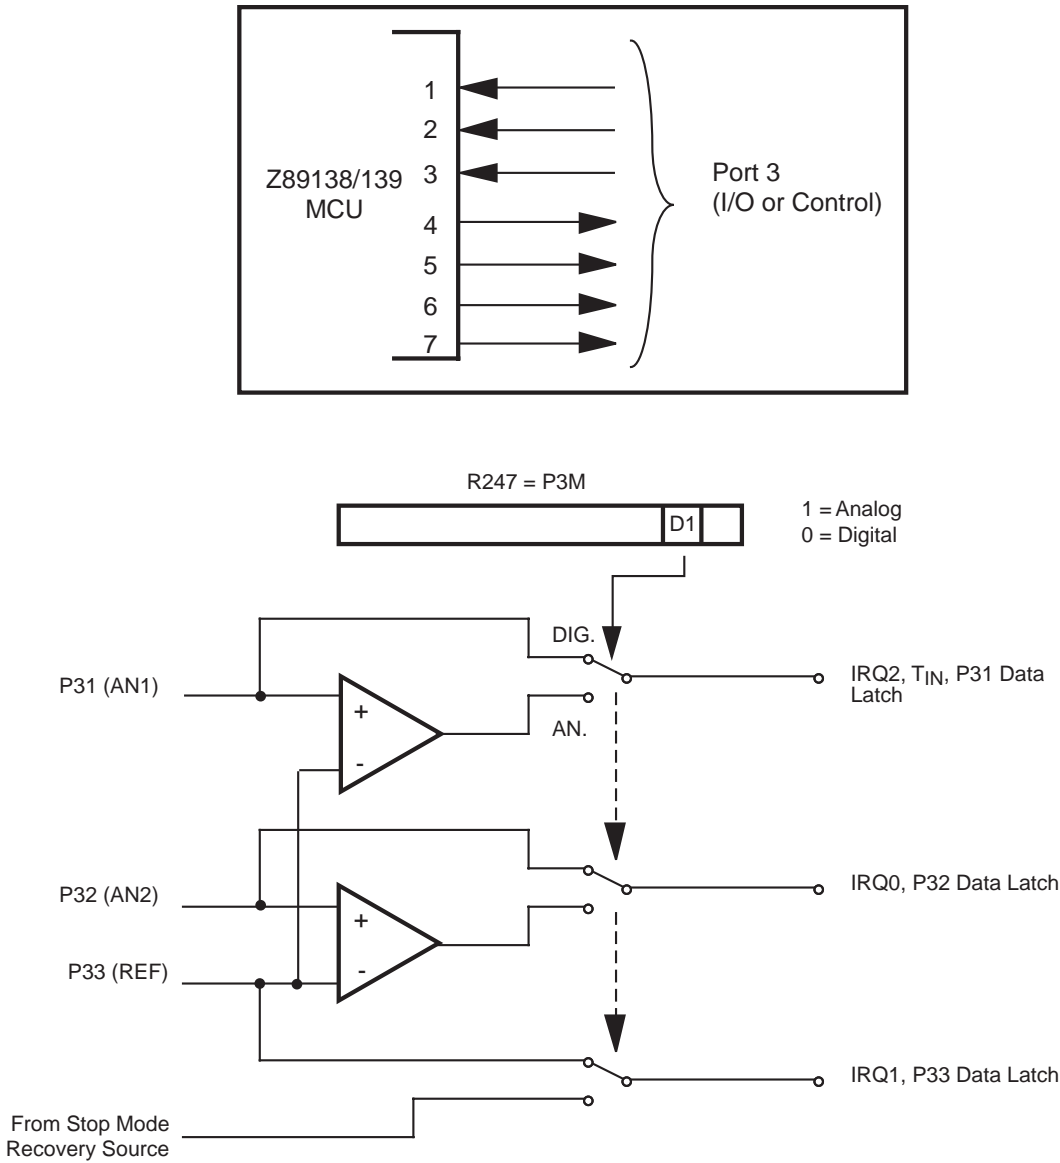 1
2
Z89138/139
MCU
3
4
5
6
7
Port 3
(I/O or Control)
R247 = P3M
D1
1 = Analog
0 = Digital
DIG.
P31 (AN1)
+
-
AN.
IRQ2, TIN, P31 Data
Latch
P32 (AN2)
+
-
IRQ0, P32 Data Latch
P33 (REF)
IRQ1, P33 Data Latch
From Stop Mode
Recovery Source